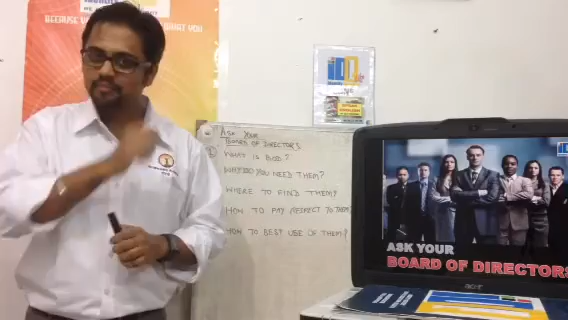 ASK YOUR
BOARD OF DIRECTORS
WHAT IS BOD?
WHY DO YOU NEED THEM?
WHERE TO FIND THEM?
HOW TO PAY RESPECT TO THEM?
HOW TO BEST USE OF THEM?
ASK YOUR
BOARD OF DIRECTORS
acer